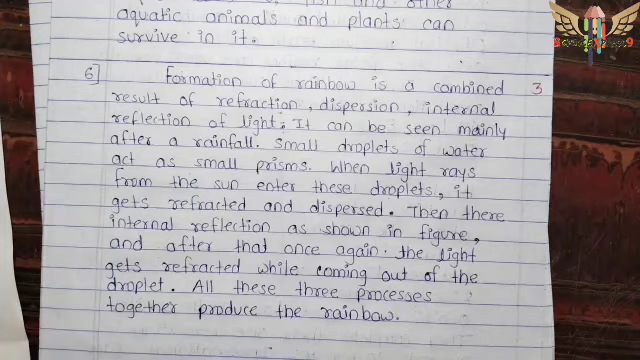 fish and other
aquatic animals and plants can
survive in it.
6] Formation of rainbow is a combined 3
result of refraction, dispersion, internal
reflection of light. It can be seen mainly
after a rainfall. Small droplets of water
act as small prisms. When light rays
from the sun enter these droplets, it
gets refracted and dispersed. Then there
internal reflection as shown in figure,
and after that once again. the light
gets refracted while coming out of the
droplet. All these three processes
together produce the rainbow.